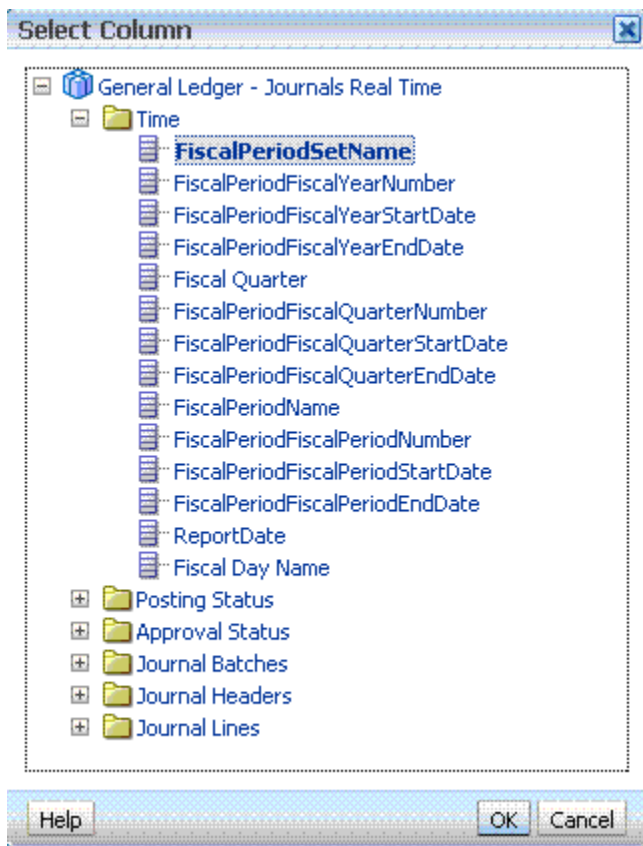 Select Column
General Ledger - Journals Real Time
Time
FiscalPeriodSetName
FiscalPeriodFiscalYearNumber
FiscalPeriodFiscalYearStartDate
FiscalPeriodFiscalYearEndDate
Fiscal Quarter
FiscalPeriodFiscalQuarterNumber
FiscalPeriodFiscalQuarterStartDate
FiscalPeriodFiscalQuarterEndDate
FiscalPeriodName
FiscalPeriodFiscalPeriodNumber
FiscalPeriodFiscalPeriodStartDate
FiscalPeriodFiscalPeriodEndDate
ReportDate
Fiscal Day Name
Posting Status
Approval Status
Journal Batches
Journal Headers
Journal Lines
Help OK Cancel